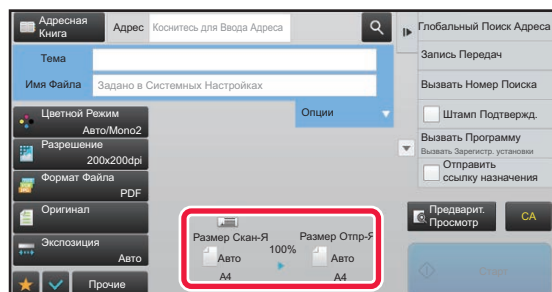 Адресная
Книга
Адрес
Коснитесь для Ввода Адреса
Тема
Имя Файла
Задано в Системных Настройках
Опции
Цветной Режим
Авто/Mono2
Разрешение
200x200dpi
Формат Файла
PDF
Оригинал
Экспозиция
Авто
Прочие
Размер Скан-Я
Авто
A4
100%
Размер Отпр-Я
Авто
A4
Глобальный Поиск Адреса
Запись Передач
Вызвать Номер Поиска
Штамп Подтвержд.
Вызвать Программу
Вызвать Зарегистр. установки
Отправить
ссылку назначения
Предварит.
Просмотр
CA
Старт